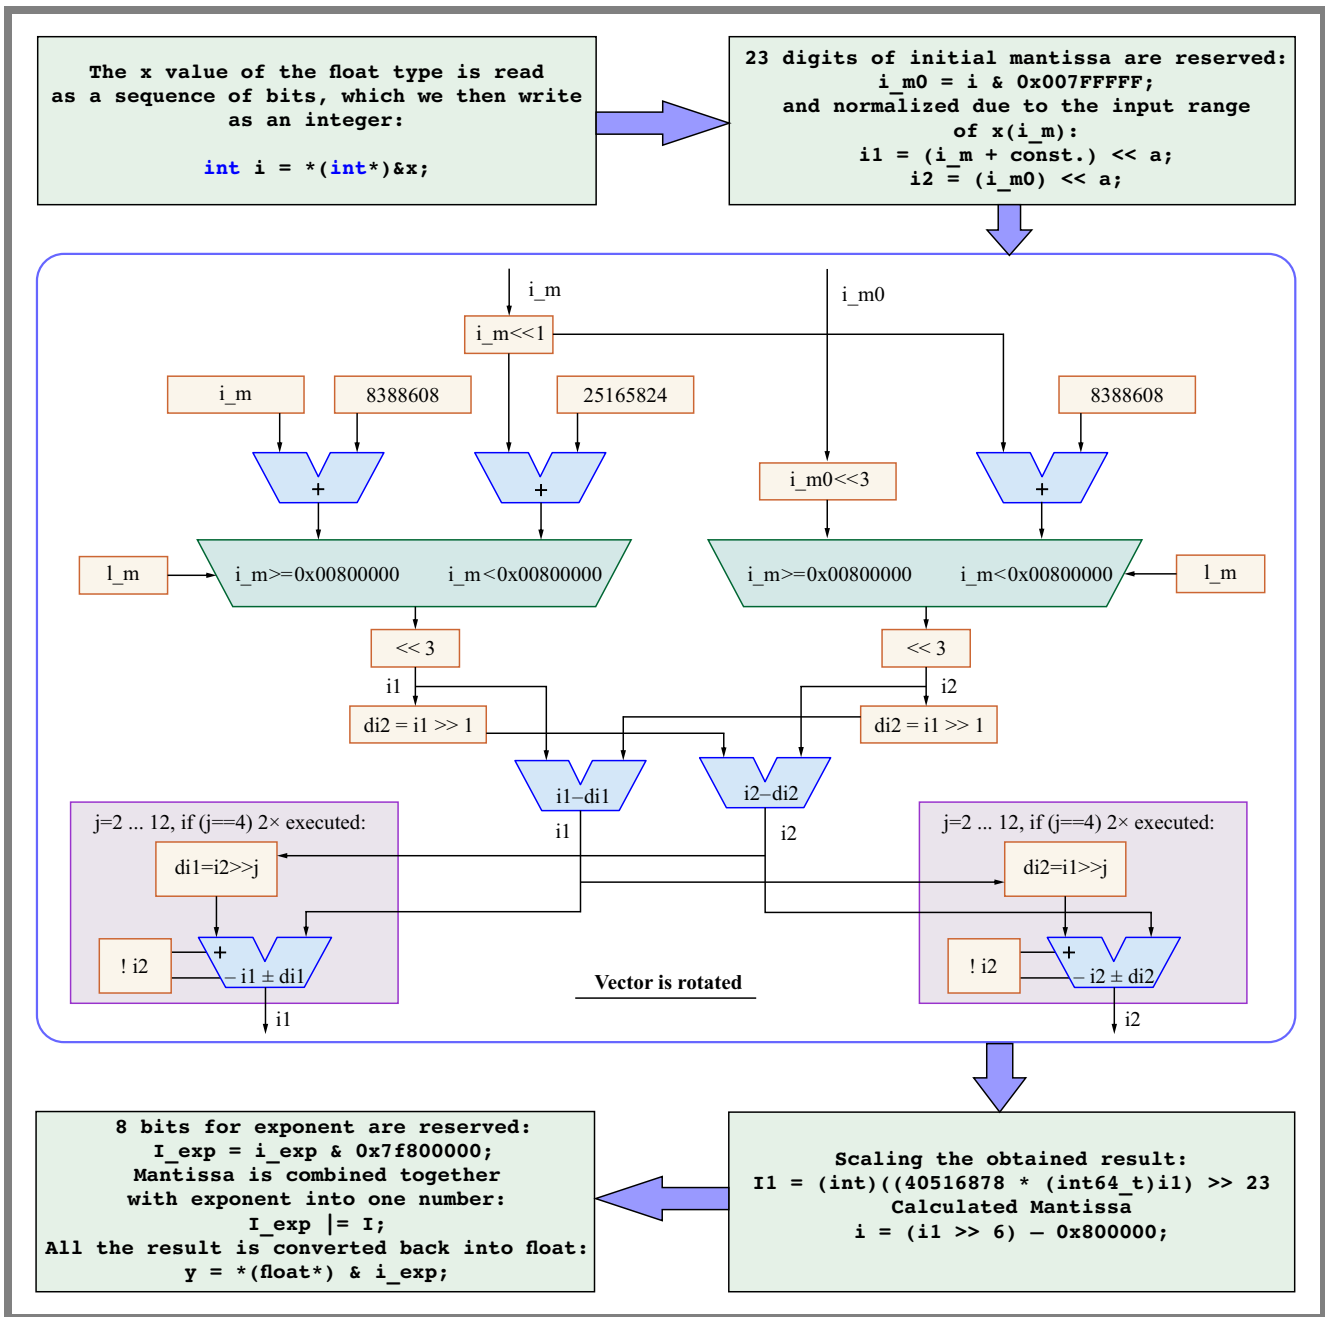 The x value of the float type is read
as a sequence of bits, which we then write
as an integer:
int i = *(int*)&x;
23 digits of initial mantissa are reserved:
i_m0 = i & 0x007FFFFF;
and normalized due to the input range
of x(i_m):
i1 = (i_m + const.) << a;
i2 = (i_m0) << a;
i_m
i_m0
i_m<<1
i_m
8388608
25165824
8388608
+
+
i_m0<<3
+
l_m
i_m>=0x00800000
i_m<0x00800000
i_m>=0x00800000
i_m<0x00800000
l_m
<< 3
<< 3
i1
i2
di2 = i1 >> 1
di2 = i1 >> 1
i1–di1
i2–di2
i1
i2
j=2 ... 12, if (j==4) 2× executed:
di1=i2>>j
! i2
+
– i1 ± di1
i1
j=2 ... 12, if (j==4) 2× executed:
di2=i1>>j
! i2
+
– i2 ± di2
i2
Vector is rotated
8 bits for exponent are reserved:
I_exp = i_exp & 0x7f800000;
Mantissa is combined together
with exponent into one number:
I_exp |= I;
All the result is converted back into float:
y = *(float*) & i_exp;
Scaling the obtained result:
I1 = (int)((40516878 * (int64_t)i1) >> 23
Calculated Mantissa
i = (i1 >> 6) – 0x800000;